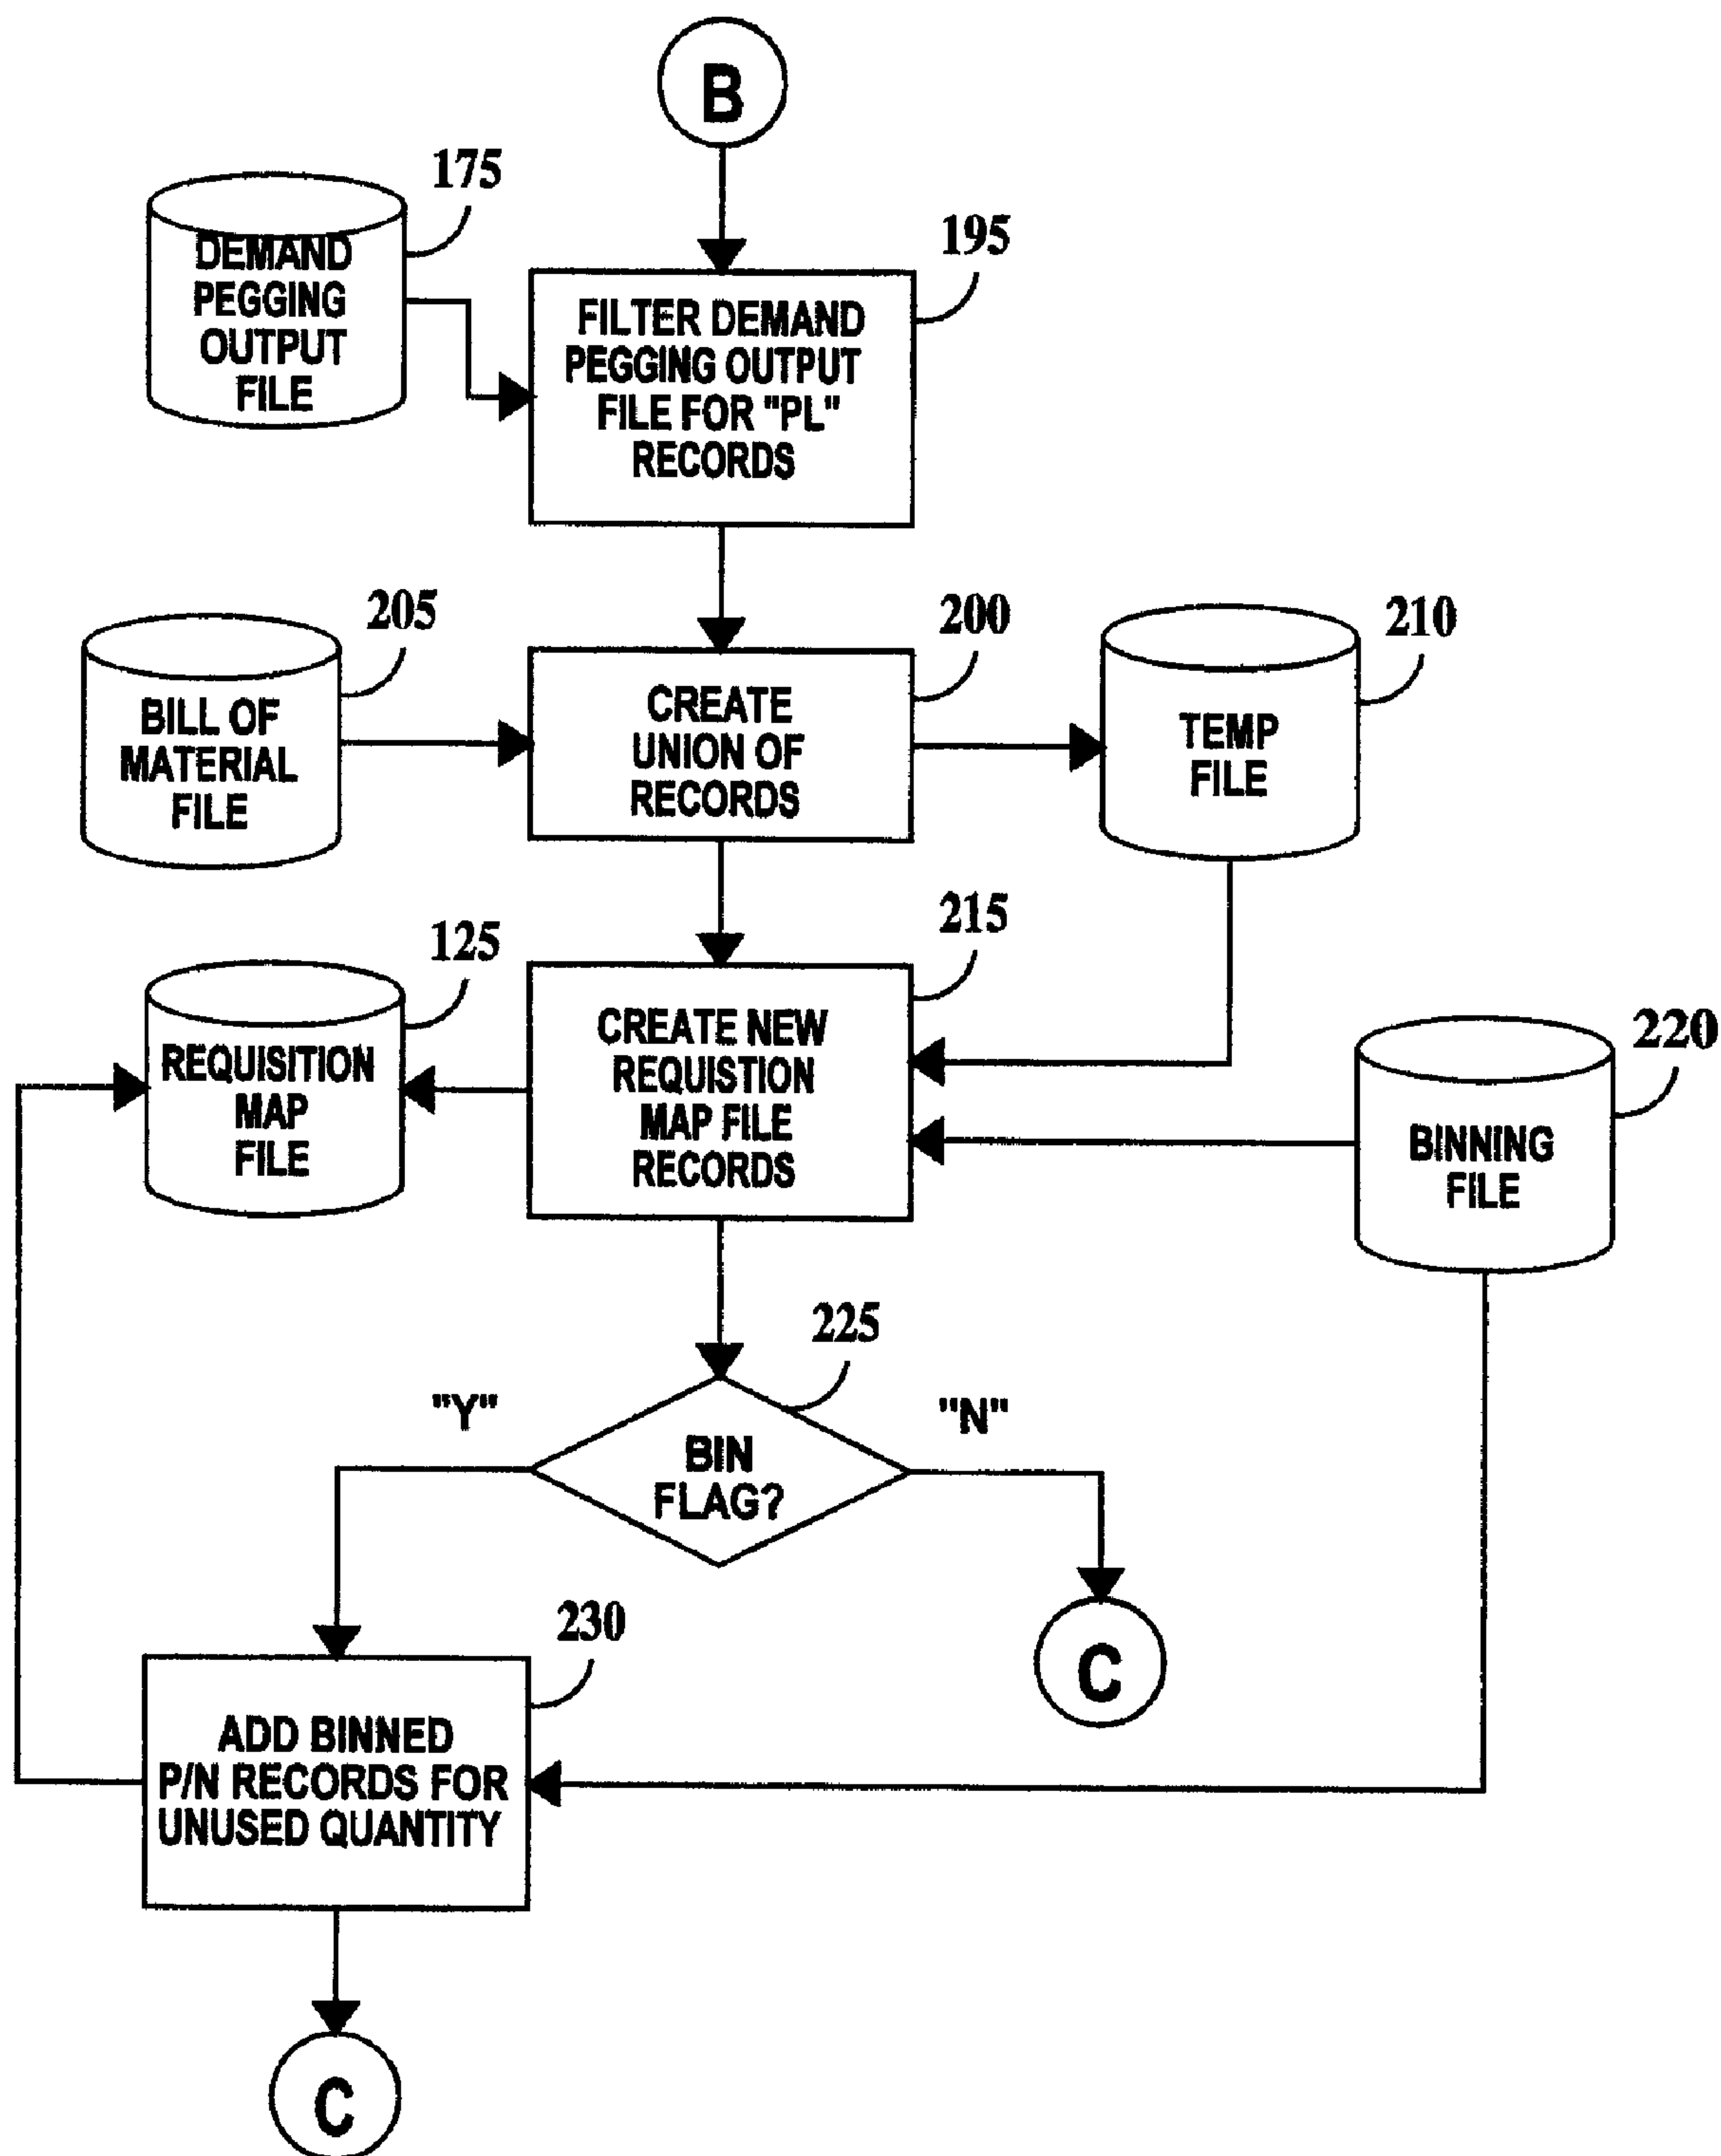 B
175
DEMAND
PEGGING
OUTPUT
FILE
195
FILTER DEMAND
PEGGING OUTPUT
FILE FOR "PL"
RECORDS
205
BILL OF
MATERIAL
FILE
200
CREATE
UNION OF
RECORDS
210
TEMP
FILE
125
REQUISITION
MAP
FILE
215
CREATE NEW
REQUISTION
MAP FILE
RECORDS
220
BINNING
FILE
225
"Y"
"N"
BIN
FLAG?
230
ADD BINNED
P/N RECORDS FOR
UNUSED QUANTITY
C
C